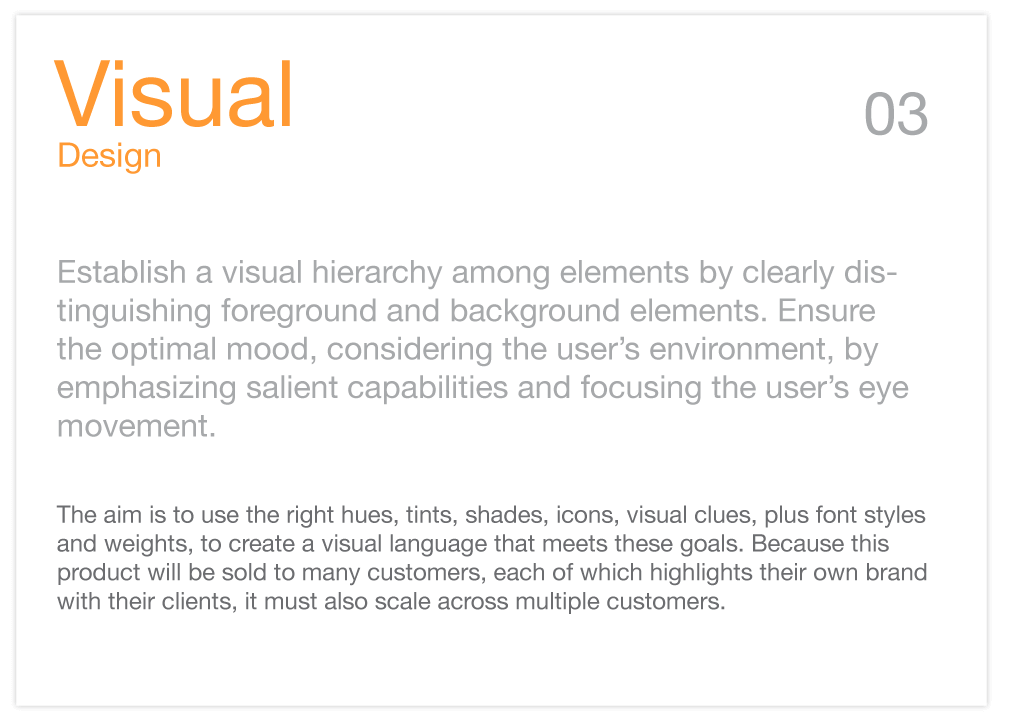 Visual
03
Design
Establish a visual hierarchy among elements by clearly dis-
tinguishing foreground and background elements. Ensure
the optimal mood, considering the user’s environment, by
emphasizing salient capabilities and focusing the user’s eye
movement.
The aim is to use the right hues, tints, shades, icons, visual clues, plus font styles
and weights, to create a visual language that meets these goals. Because this
product will be sold to many customers, each of which highlights their own brand
with their clients, it must also scale across multiple customers.